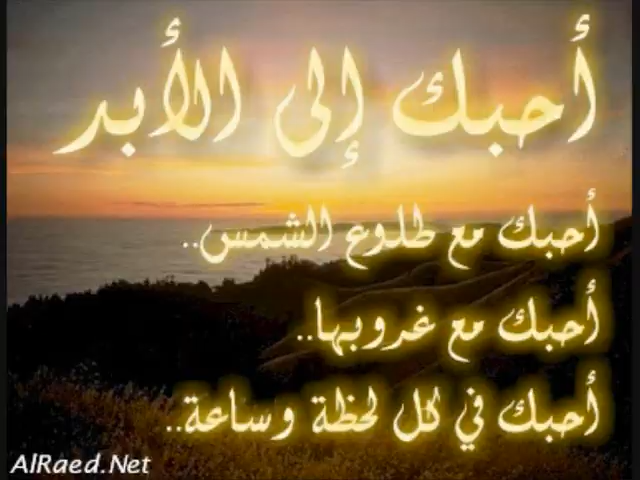 أحبك إلى الأبد
أحبك مع طلوع الشمس..
أحبك مع غروبها..
أحبك في كل لحظة وساعة..
AlRaed.Net